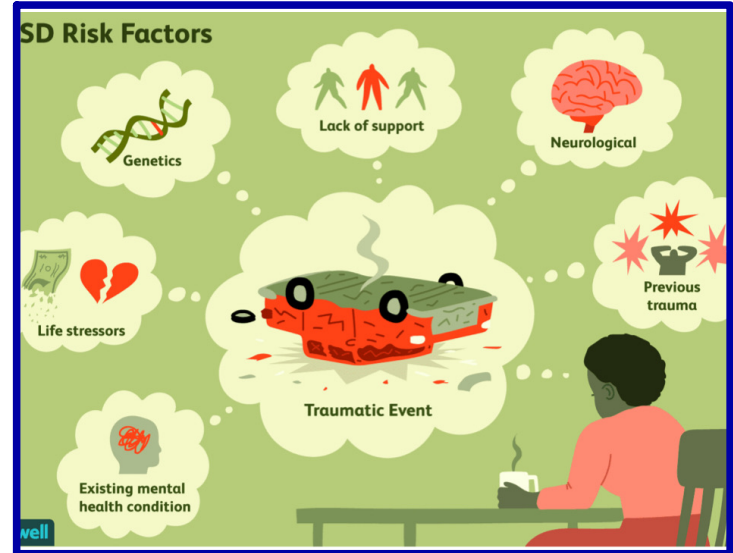 SD Risk Factors
Lack of support
Genetics
Neurological
Previous
trauma
Life stressors
Traumatic Event
Existing mental
health condition
well